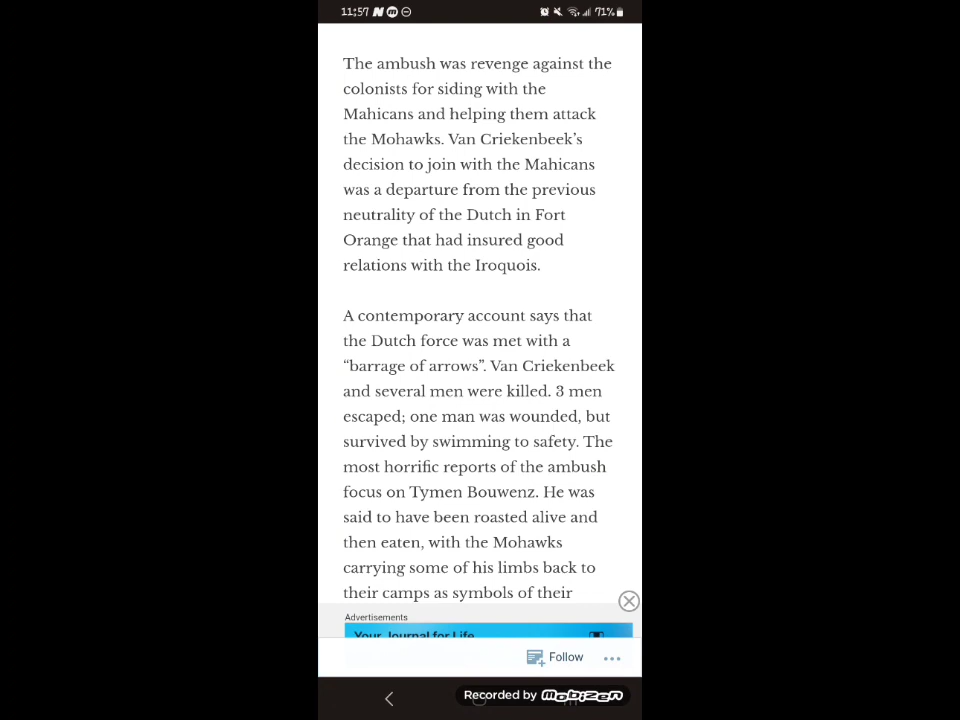 11:57
71%
The ambush was revenge against the
colonists for siding with the
Mahicans and helping them attack
the Mohawks. Van Criekenbeek’s
decision to join with the Mahicans
was a departure from the previous
neutrality of the Dutch in Fort
Orange that had insured good
relations with the Iroquois.
A contemporary account says that
the Dutch force was met with a
“barrage of arrows”. Van Criekenbeek
and several men were killed. 3 men
escaped; one man was wounded, but
survived by swimming to safety. The
most horrific reports of the ambush
focus on Tymen Bouwenz. He was
said to have been roasted alive and
then eaten, with the Mohawks
carrying some of his limbs back to
their camps as symbols of their
Advertisements
Your Journal for Life
Follow
Recorded by mobizen